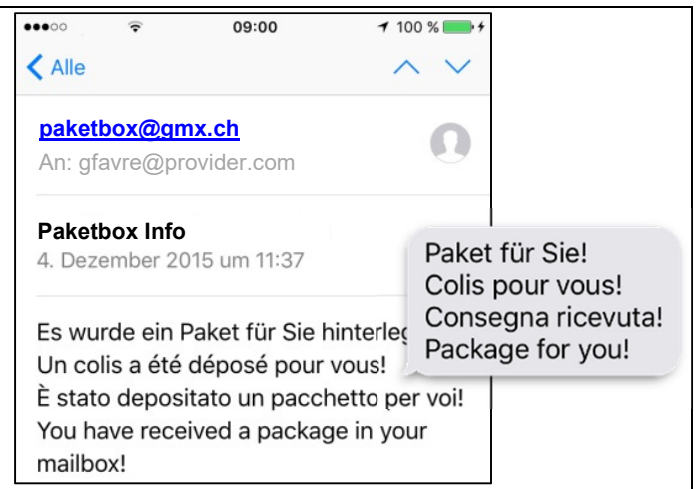 09:00
100 %
Alle
paketbox@gmx.ch
An: gfavre@provider.com
Paketbox Info
4. Dezember 2015 um 11:37
Es wurde ein Paket für Sie
Un colis a été déposé pour vous!
È stato depositato un pacchetto per voi!
You have received a package in your
mailbox!
Paket für Sie!
Colis pour vous!
Consegna ricevuta!
Package for you!